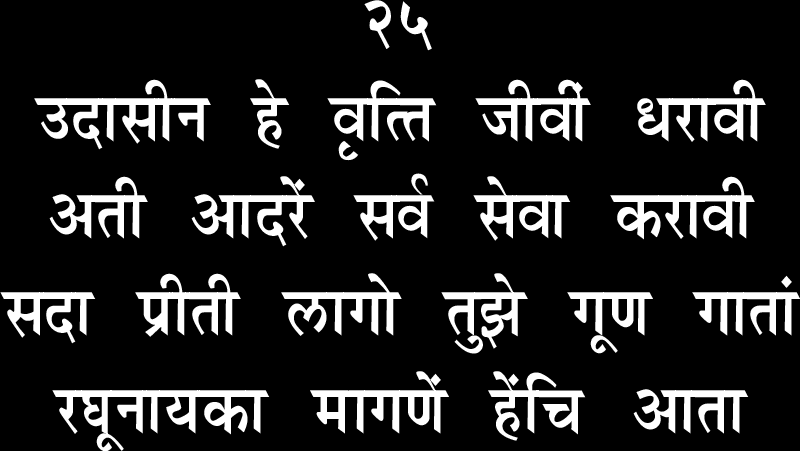 २५
उदासीन हे वृत्ति जीवीं धरावी
अती आदरें सर्व सेवा करावी
सदा प्रीती लागो तुझे गूण गातां
रघूनायका मागणें हेंचि आता